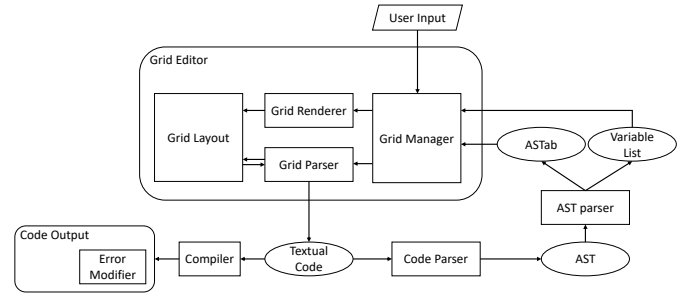 User Input
Grid Editor
Grid Layout
Grid Renderer
Grid Manager
Grid Parser
ASTab
Variable
List
AST parser
Code Output
Error
Modifier
Compiler
Textual
Code
Code Parser
AST